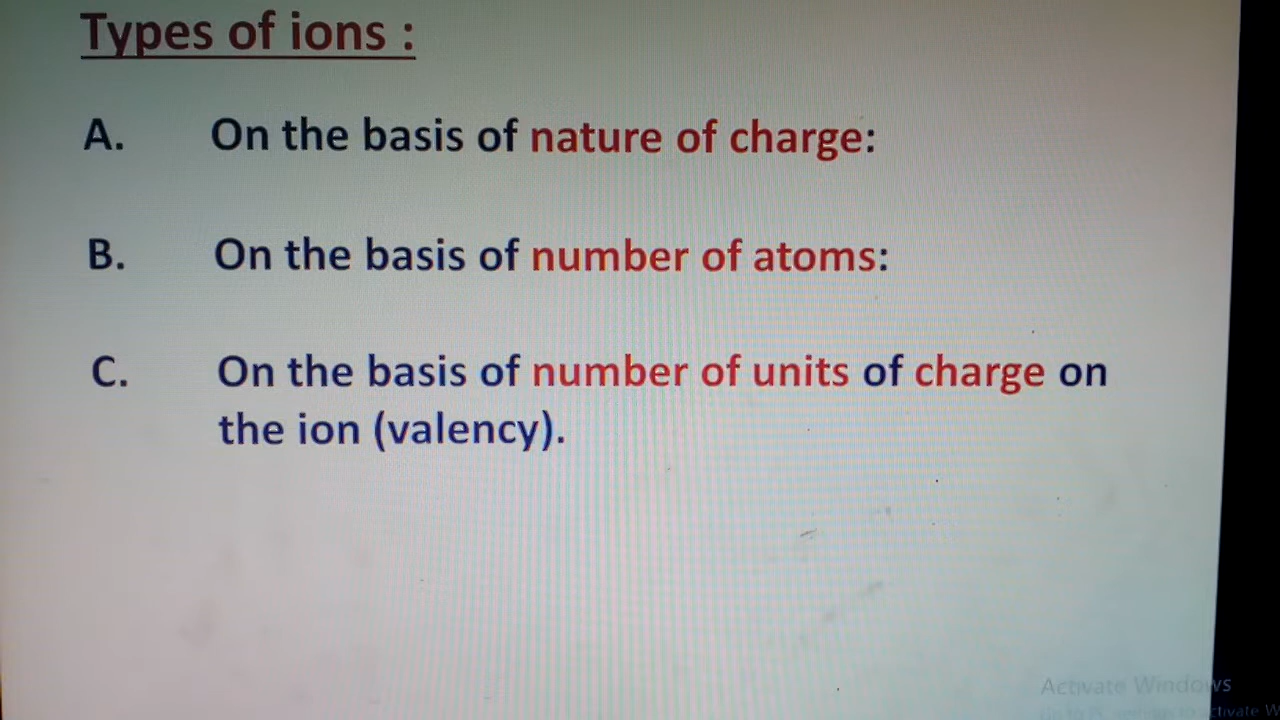 Types of ions :
A. On the basis of nature of charge:
B. On the basis of number of atoms:
C. On the basis of number of units of charge on
the ion (valency).
Activate Windows